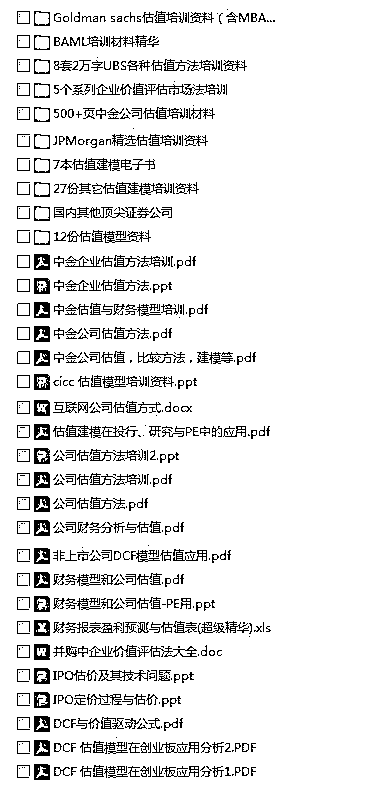 Goldman sachs估值培训资料（含MBA...
BAML培训材料精华
8套2万字UBS各种估值方法培训资料
5个系列企业价值评估市场法培训
500+页中金公司估值培训材料
JPMorgan精选估值培训资料
7本估值建模电子书
27份其它估值建模培训资料
国内其他顶尖证券公司
12份估值模型资料
中金企业估值方法培训.pdf
中金企业估值方法.ppt
中金估值与财务模型培训.pdf
中金公司估值方法.pdf
中金公司估值，比较方法，建模等.pdf
cicc 估值模型培训资料.ppt
互联网公司估值方式.docx
估值建模在投行、研究与PE中的应用.pdf
公司估值方法培训2.ppt
公司估值方法培训.pdf
公司估值方法.pdf
公司财务分析与估值.pdf
非上市公司DCF模型估值应用.pdf
财务模型和公司估值.pdf
财务模型和公司估值-PE用.ppt
财务报表盈利预测与估值表(超级精华).xls
并购中企业价值评估法大全.doc
IPO估价及其技术问题.ppt
IPO定价过程与估价.ppt
DCF与价值驱动公式.pdf
DCF 估值模型在创业板应用分析2.PDF
DCF 估值模型在创业板应用分析1.PDF